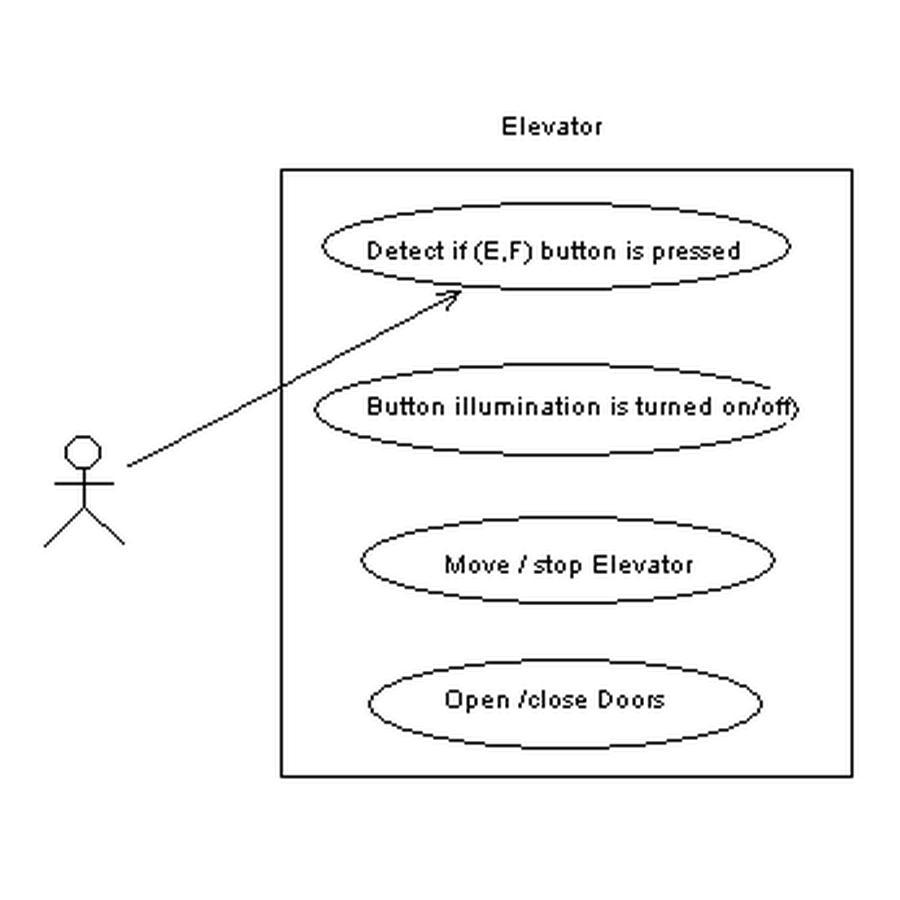 Elevator
Detect if (E,F) button is pressed
Button illumination is turned on/off
Move / stop Elevator
Open /close Doors